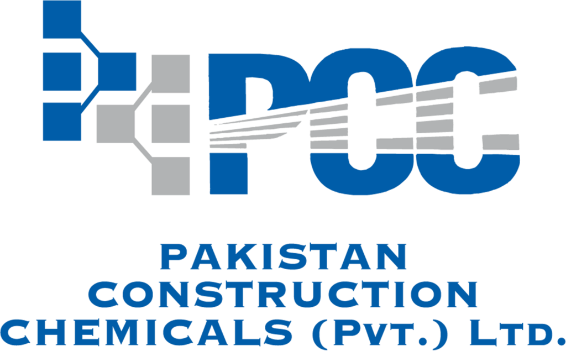 PCC
PAKISTAN
CONSTRUCTION
CHEMICALS (PVT.) LTD.